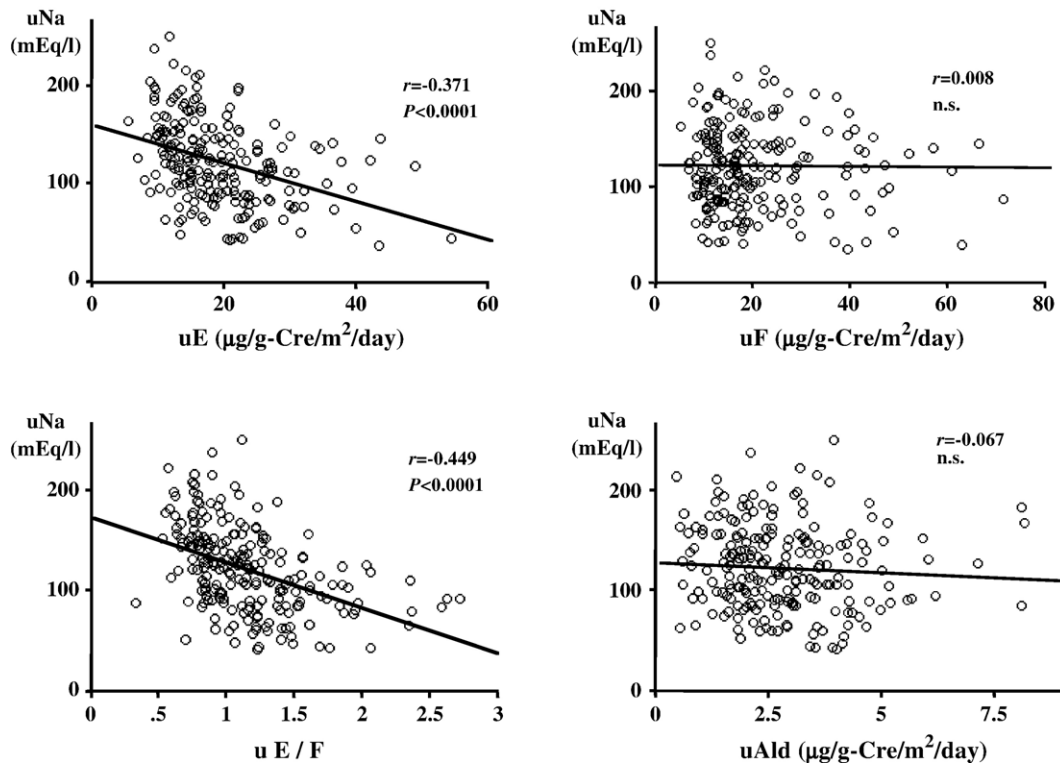 uNa
(mEq/l)
200
100
0
r=-0.371
P<0.0001
0 20 40 60
uE (μg/g-Cre/m²/day)
uNa
(mEq/l)
200
100
0
r=0.008
n.s.
0 20 40 60 80
uF (μg/g-Cre/m²/day)
uNa
(mEq/l)
200
100
0
r=-0.449
P<0.0001
0 .5 1 1.5 2 2.5 3
u E / F
uNa
(mEq/l)
200
100
0
r=-0.067
n.s.
0 2.5 5 7.5
uAld (μg/g-Cre/m²/day)